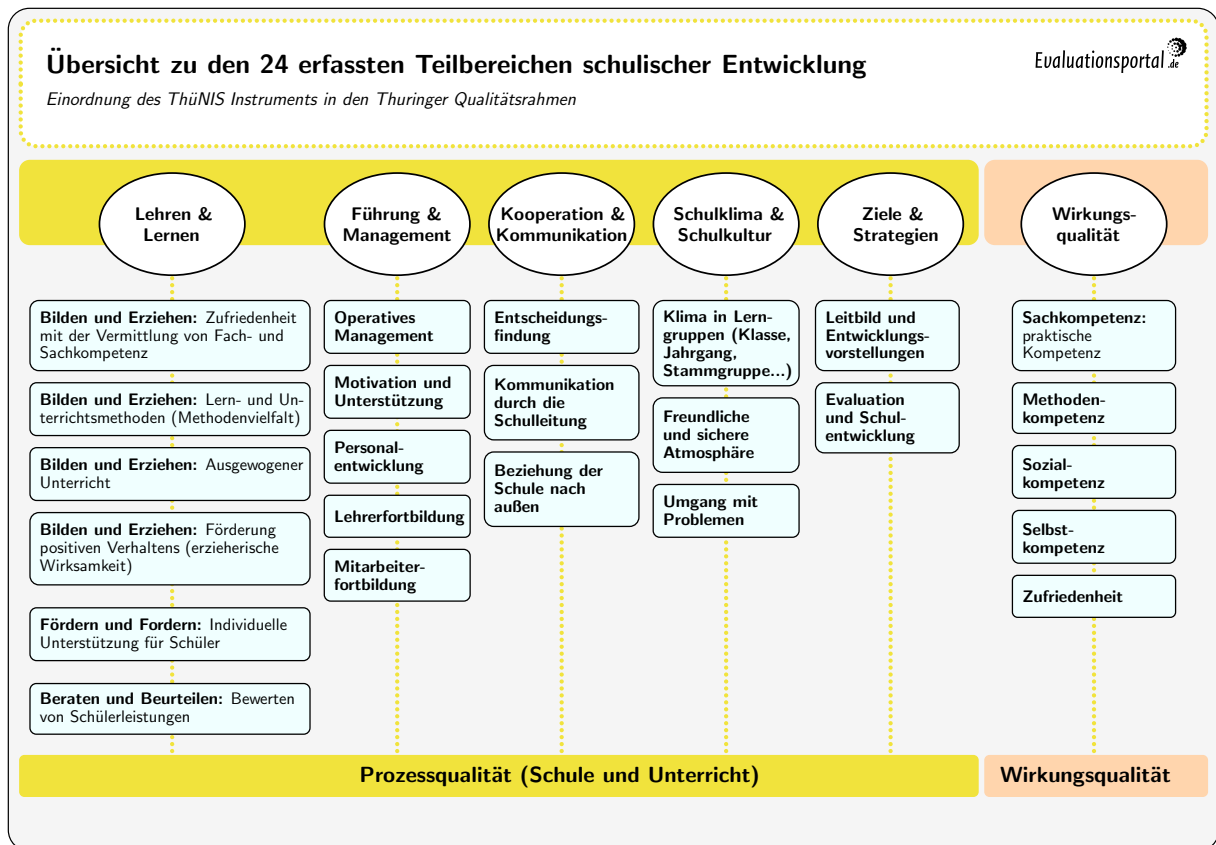 Übersicht zu den 24 erfassten Teilbereichen schulischer Entwicklung
Einordnung des ThüNIS Instruments in den Thuringer Qualitätsrahmen
Evaluationsportal.de
Lehren &
Lernen
Bilden und Erziehen: Zufriedenheit
mit der Vermittlung von Fach- und
Sachkompetenz
Bilden und Erziehen: Lern- und Un-
terrichtsmethoden (Methodenvielfalt)
Bilden und Erziehen: Ausgewogener
Unterricht
Bilden und Erziehen: Förderung
positiven Verhaltens (erzieherische
Wirksamkeit)
Fördern und Fordern: Individuelle
Unterstützung für Schüler
Beraten und Beurteilen: Bewerten
von Schülerleistungen
Führung &
Management
Operatives
Management
Motivation und
Unterstützung
Personal-
entwicklung
Lehrerfortbildung
Mitarbeiter-
fortbildung
Kooperation &
Kommunikation
Entscheidungs-
findung
Kommunikation
durch die
Schulleitung
Beziehung der
Schule nach
außen
Schulklima &
Schulkultur
Klima in Lern-
gruppen (Klasse,
Jahrgang,
Stammgruppe...)
Freundliche
und sichere
Atmosphäre
Umgang mit
Problemen
Ziele &
Strategien
Leitbild und
Entwicklungs-
vorstellungen
Evaluation
und Schul-
entwicklung
Wirkungs-
qualität
Sachkompetenz:
praktische
Kompetenz
Methoden-
kompetenz
Sozial-
kompetenz
Selbst-
kompetenz
Zufriedenheit
Prozessqualität (Schule und Unterricht)
Wirkungsqualität